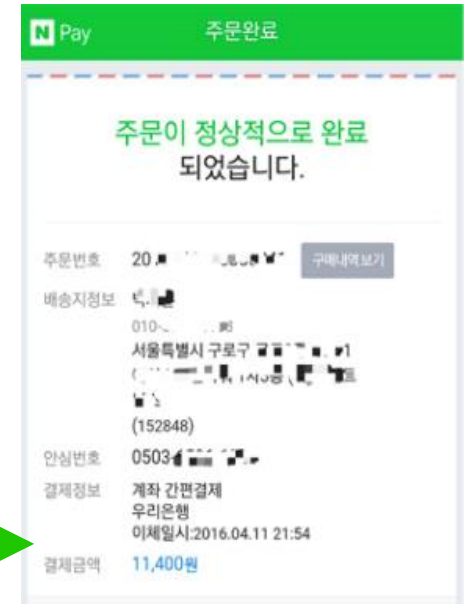 N Pay 주문완료
주문이 정상적으로 완료
되었습니다.
주문번호 20 구매내역 보기
배송지정보
010-
서울특별시 구로구
(152848)
안심번호 0503-
결제정보 계좌 간편결제
우리은행
이체일시:2016.04.11 21:54
결제금액 11,400원